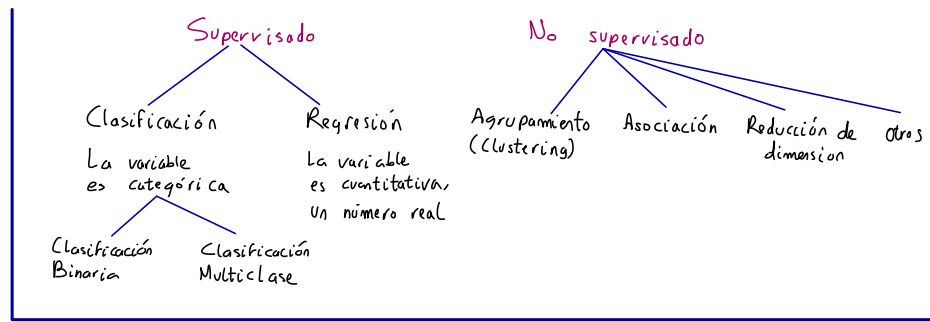 Supervisado
No supervisado
Clasificación
Regresión
Agrupamiento
(Clustering)
Asociación
Reducción de
dimension
otros
La variable
es categórica
La variable
es cuantitativa,
un número real
Clasificación
Binaria
Clasificación
Multiclase